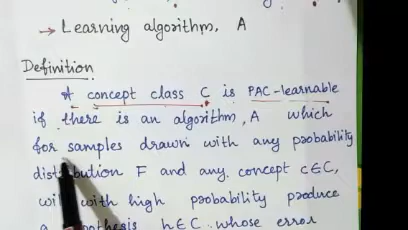 → Learning algorithm, A
Definition
A concept class C is PAC-learnable
if there is an algorithm, A which
for samples drawn with any probability
distribution F and any concept c∈C,
will with high probability produce
a hypothesis h∈C whose error